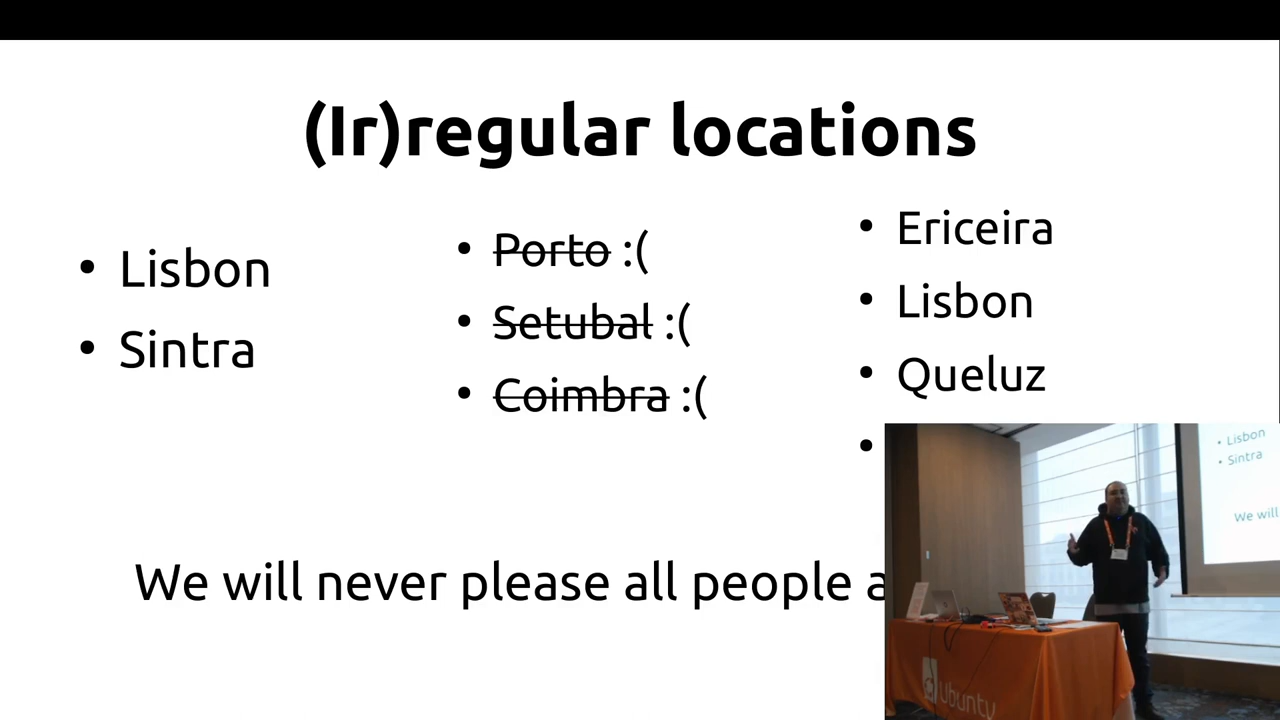 (Ir)regular locations
• Lisbon
• Sintra
• Porto :(
• Setubal :(
• Coimbra :(
• Ericeira
• Lisbon
• Queluz
•
We will never please all people
• Lisbon
• Sintra
We will
Ubuntu